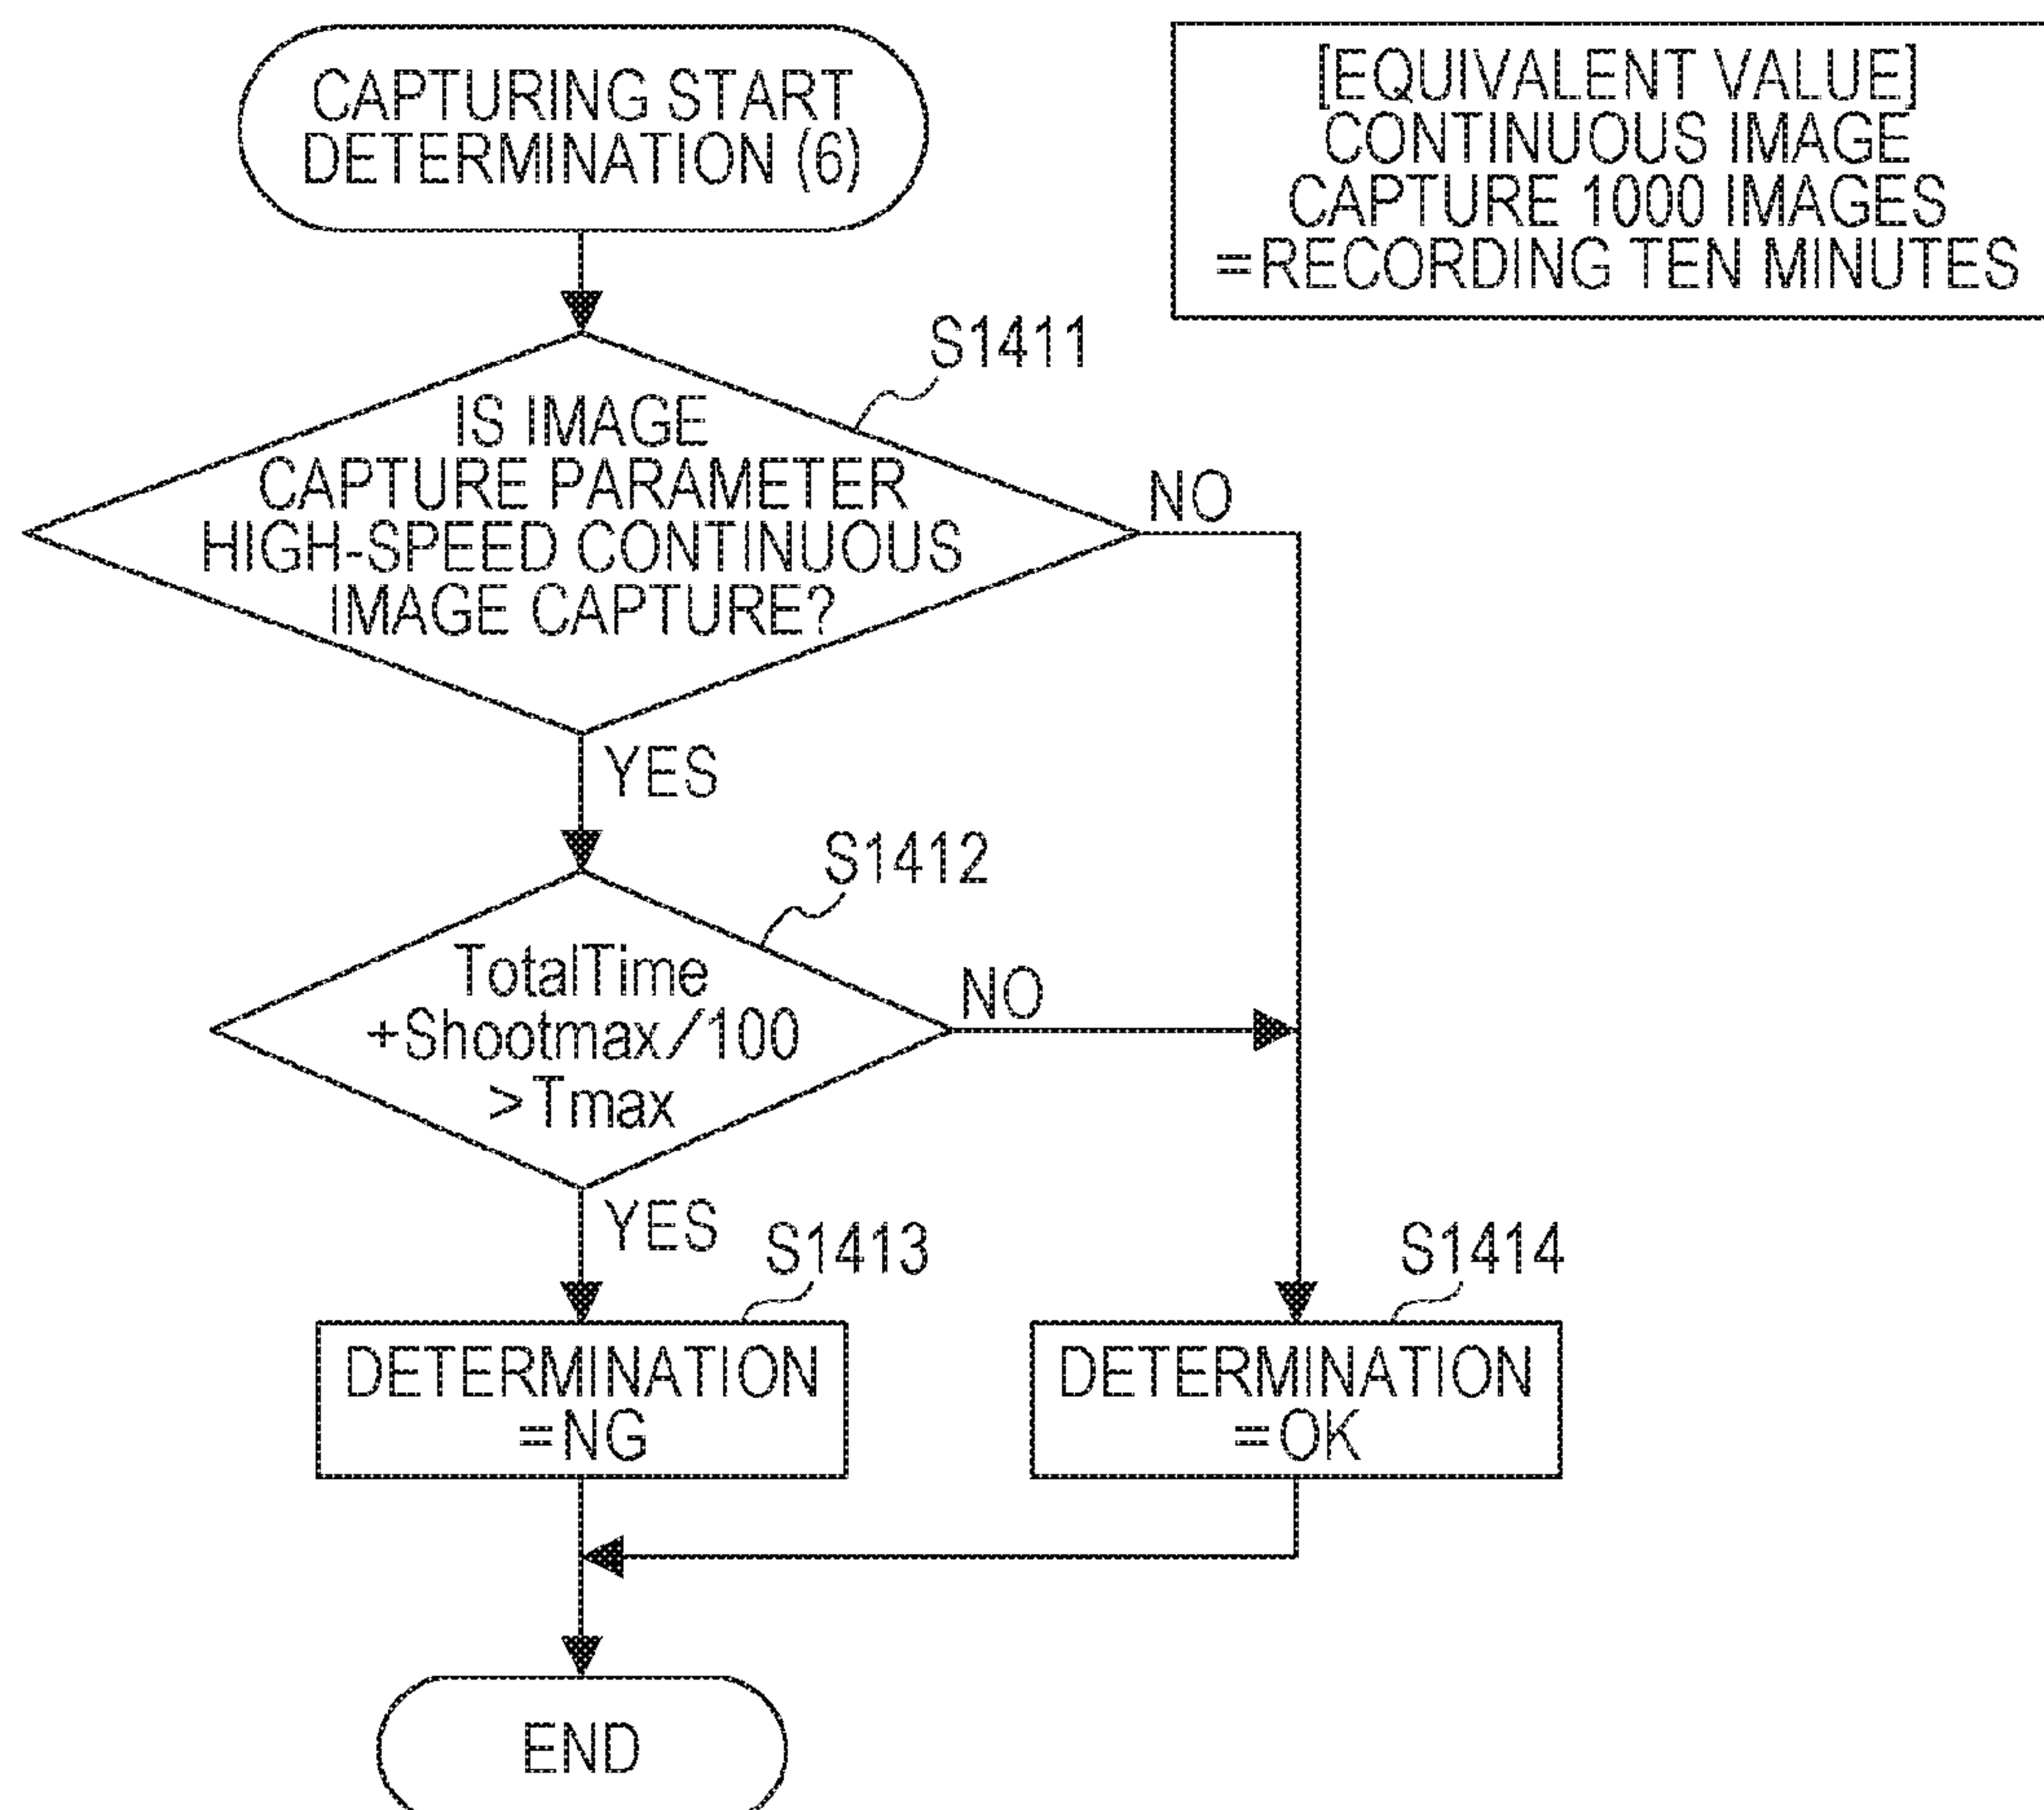 CAPTURING START
DETERMINATION (6)
[EQUIVALENT VALUE]
CONTINUOUS IMAGE
CAPTURE 1000 IMAGES
=RECORDING TEN MINUTES
S1411
IS IMAGE
CAPTURE PARAMETER
HIGH-SPEED CONTINUOUS
IMAGE CAPTURE?
NO
YES
S1412
TotalTime
+Shootmax/100
>Tmax
NO
YES
S1413
DETERMINATION
=NG
S1414
DETERMINATION
=OK
END